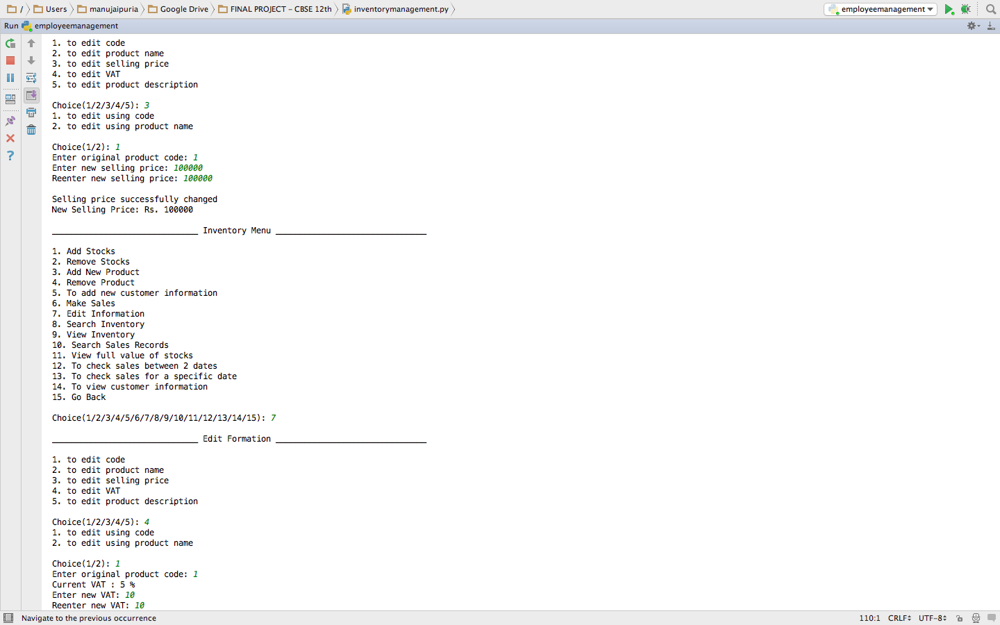 / Users manujaipuria Google Drive FINAL PROJECT – CBSE 12th inventorymanagement.py employeemanagement
Run employeemanagement
1. to edit code
2. to edit product name
3. to edit selling price
4. to edit VAT
5. to edit product description
Choice(1/2/3/4/5): 3
1. to edit using code
2. to edit using product name
Choice(1/2): 1
Enter original product code: 1
Enter new selling price: 100000
Reenter new selling price: 100000
Selling price successfully changed
New Selling Price: Rs. 100000
______________________________ Inventory Menu _______________________________
1. Add Stocks
2. Remove Stocks
3. Add New Product
4. Remove Product
5. To add new customer information
6. Make Sales
7. Edit Information
8. Search Inventory
9. View Inventory
10. Search Sales Records
11. View full value of stocks
12. To check sales between 2 dates
13. To check sales for a specific date
14. To view customer information
15. Go Back
Choice(1/2/3/4/5/6/7/8/9/10/11/12/13/14/15): 7
______________________________ Edit Formation _______________________________
1. to edit code
2. to edit product name
3. to edit selling price
4. to edit VAT
5. to edit product description
Choice(1/2/3/4/5): 4
1. to edit using code
2. to edit using product name
Choice(1/2): 1
Enter original product code: 1
Current VAT : 5 %
Enter new VAT: 10
Reenter new VAT: 10
Navigate to the previous occurrence 110:1 CRLF UTF-8